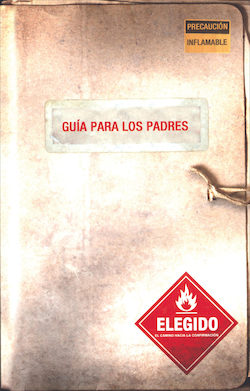 PRECAUCIÓN
INFLAMABLE
GUÍA PARA LOS PADRES
ELEGIDO
EL CAMINO HACIA LA CONFIRMACIÓN